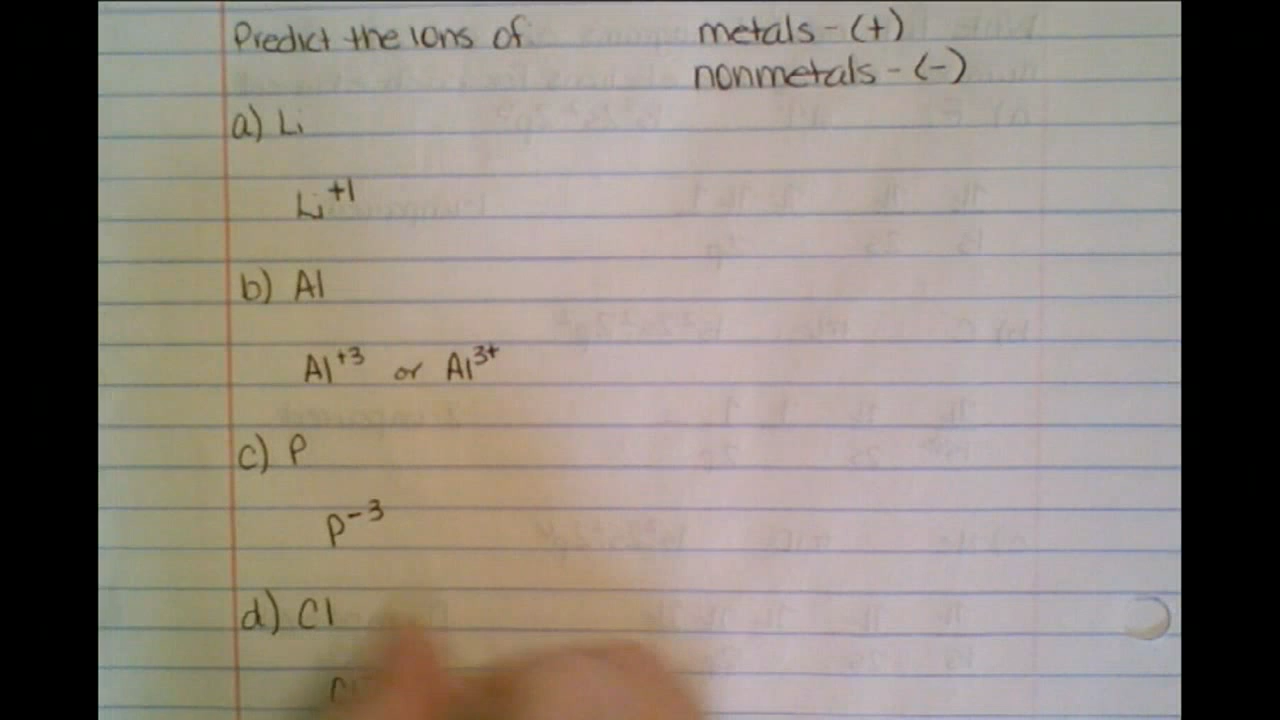 Predict the ions of
metals - (+)
nonmetals - (-)
a) Li
Li⁺¹
b) Al
Al⁺³ or Al³⁺
c) P
P⁻³
d) Cl